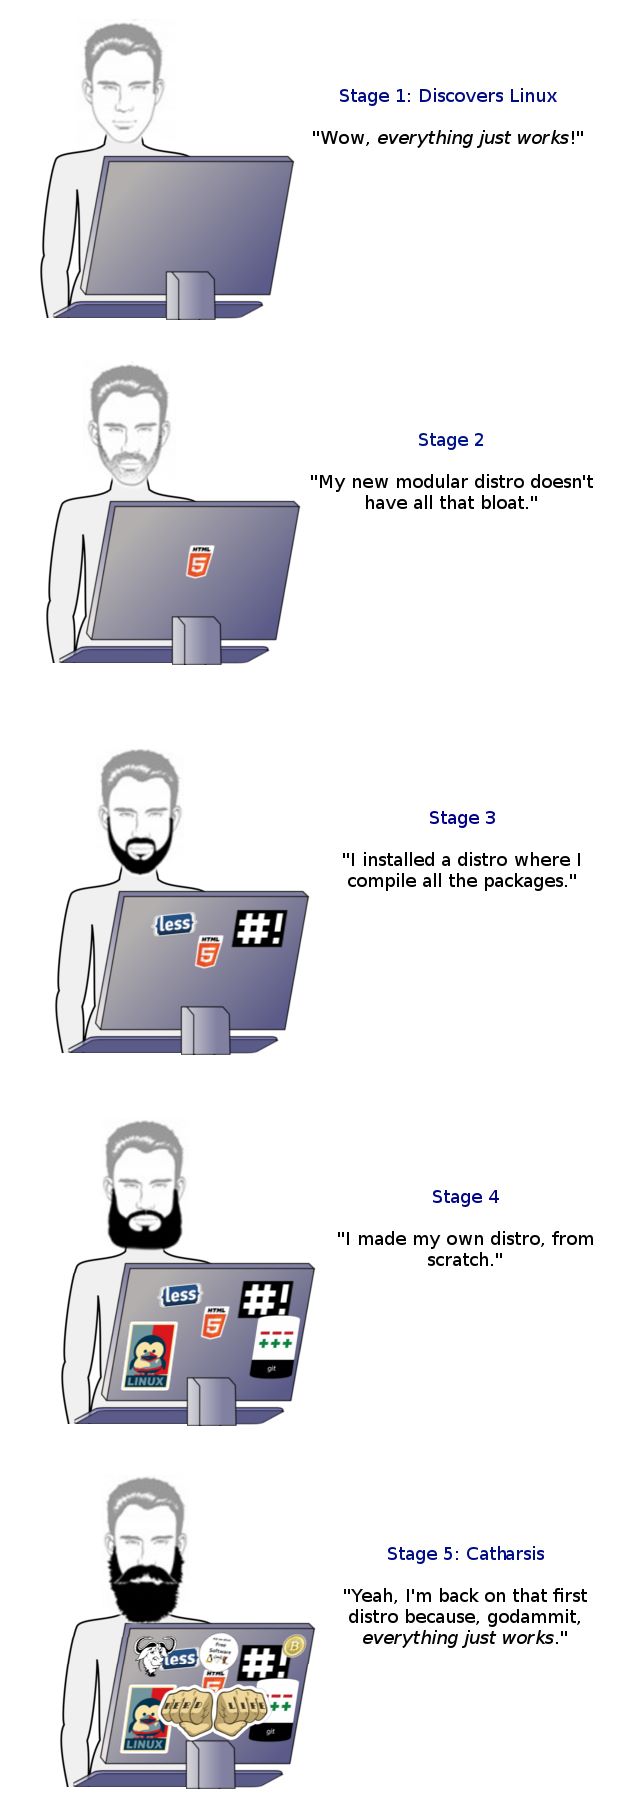 Stage 1: Discovers Linux
"Wow, everything just works!"
Stage 2
"My new modular distro doesn't
have all that bloat."
HTML
5
Stage 3
"I installed a distro where I
compile all the packages."
{less}
#!
HTML
5
Stage 4
"I made my own distro, from
scratch."
{less}
#!
HTML
5
LINUX
git
Stage 5: Catharsis
"Yeah, I'm back on that first
distro because, godammit,
everything just works."
Free
Software
less}
#!
B
HTML
LIFE
LINUX
git